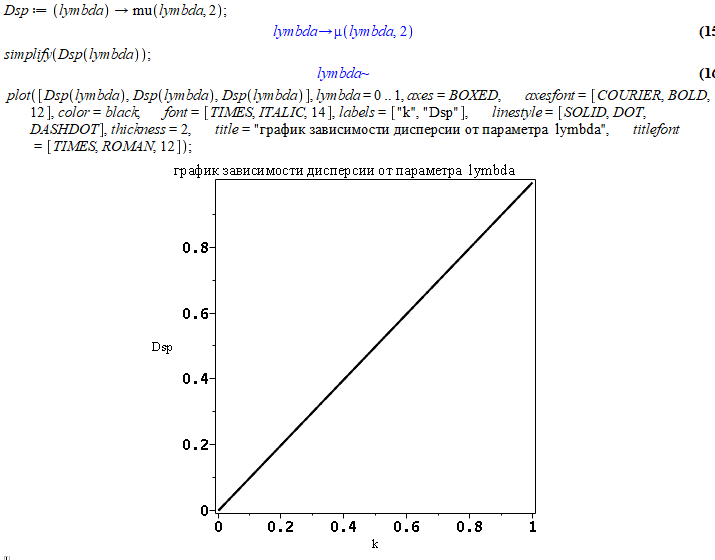 Dsp := (lymbda) → mu(lymbda, 2);
lymbda→μ(lymbda, 2)
(15
simplify(Dsp(lymbda));
lymbda~
(16
plot([Dsp(lymbda), Dsp(lymbda), Dsp(lymbda)], lymbda = 0 .. 1, axes = BOXED, axesfont = [COURIER, BOLD,
12], color = black, font = [TIMES, ITALIC, 14], labels = ["k", "Dsp"], linestyle = [SOLID, DOT,
DASHDOT], thickness = 2, title = "график зависимости дисперсии от параметра lymbda", titlefont
= [TIMES, ROMAN, 12]);
график зависимости дисперсии от параметра lymbda
0.8
0.6
Dsp
0.4
0.2
0
0 0.2 0.4 0.6 0.8 1
k